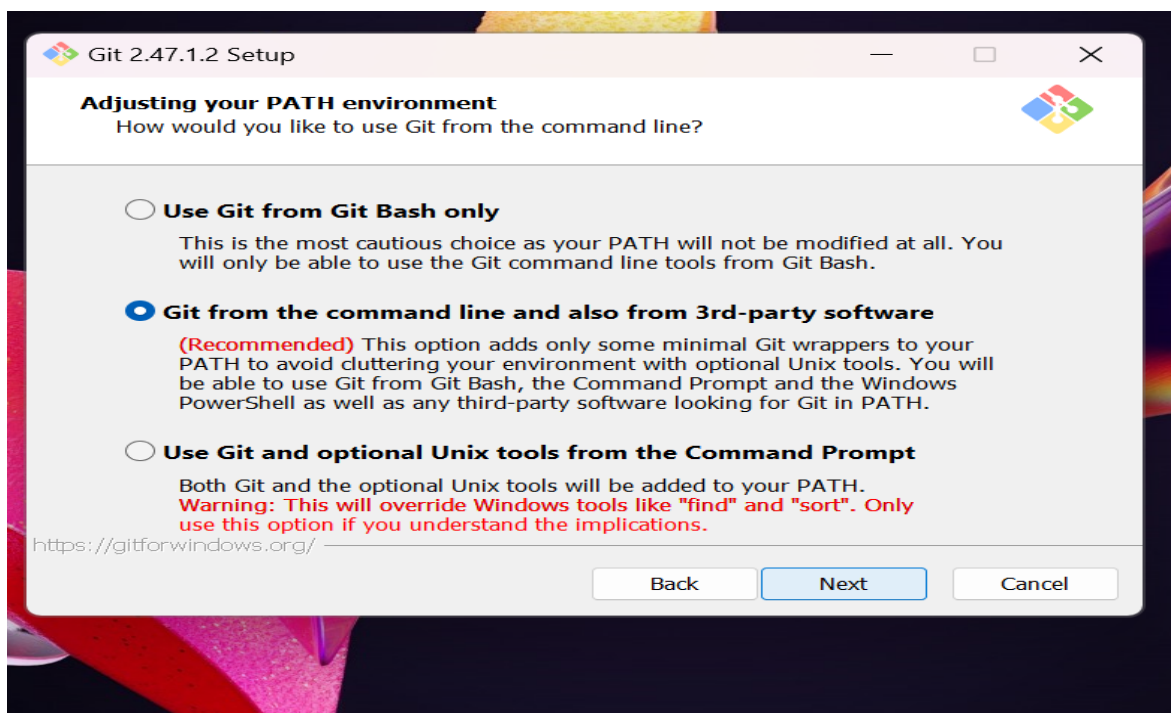 Git 2.47.1.2 Setup
Adjusting your PATH environment
How would you like to use Git from the command line?
Use Git from Git Bash only
This is the most cautious choice as your PATH will not be modified at all. You
will only be able to use the Git command line tools from Git Bash.
Git from the command line and also from 3rd-party software
(Recommended) This option adds only some minimal Git wrappers to your
PATH to avoid cluttering your environment with optional Unix tools. You will
be able to use Git from Git Bash, the Command Prompt and the Windows
PowerShell as well as any third-party software looking for Git in PATH.
Use Git and optional Unix tools from the Command Prompt
Both Git and the optional Unix tools will be added to your PATH.
Warning: This will override Windows tools like "find" and "sort". Only
use this option if you understand the implications.
https://gitforwindows.org/
Back Next Cancel